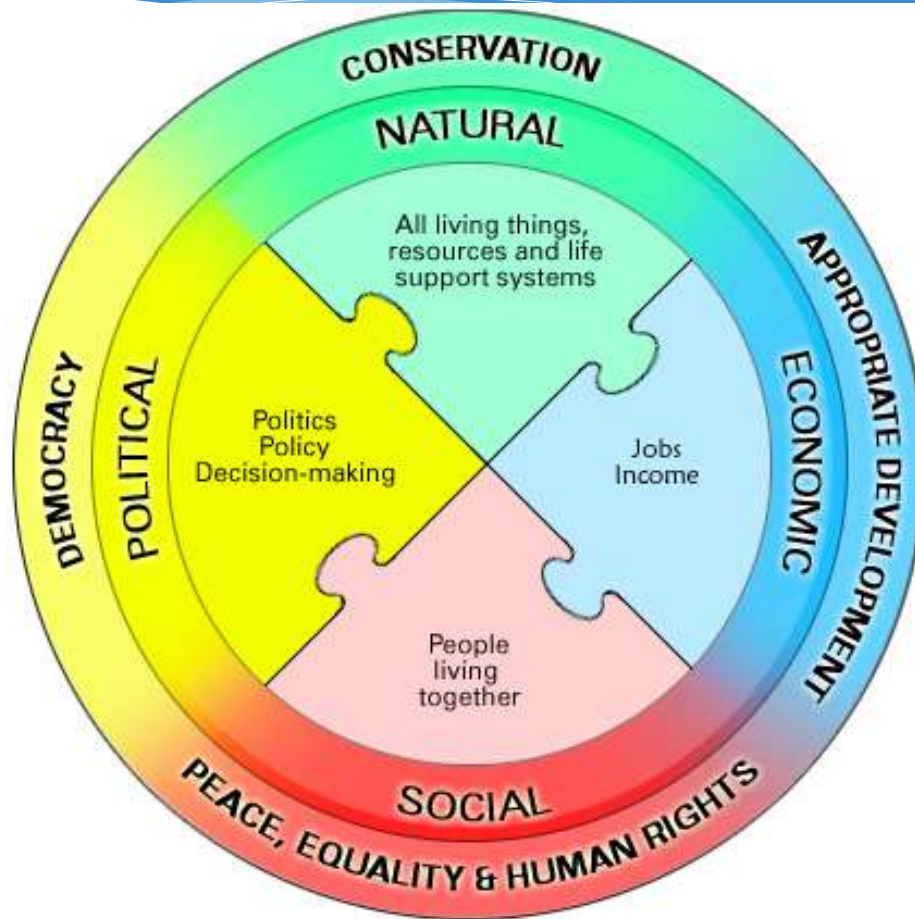 CONSERVATION
NATURAL
All living things,
resources and life
support systems
DEMOCRACY
POLITICAL
Politics
Policy
Decision-making
Jobs
Income
ECONOMIC
APPROPRIATE DEVELOPMENT
People
living
together
SOCIAL
PEACE, EQUALITY & HUMAN RIGHTS